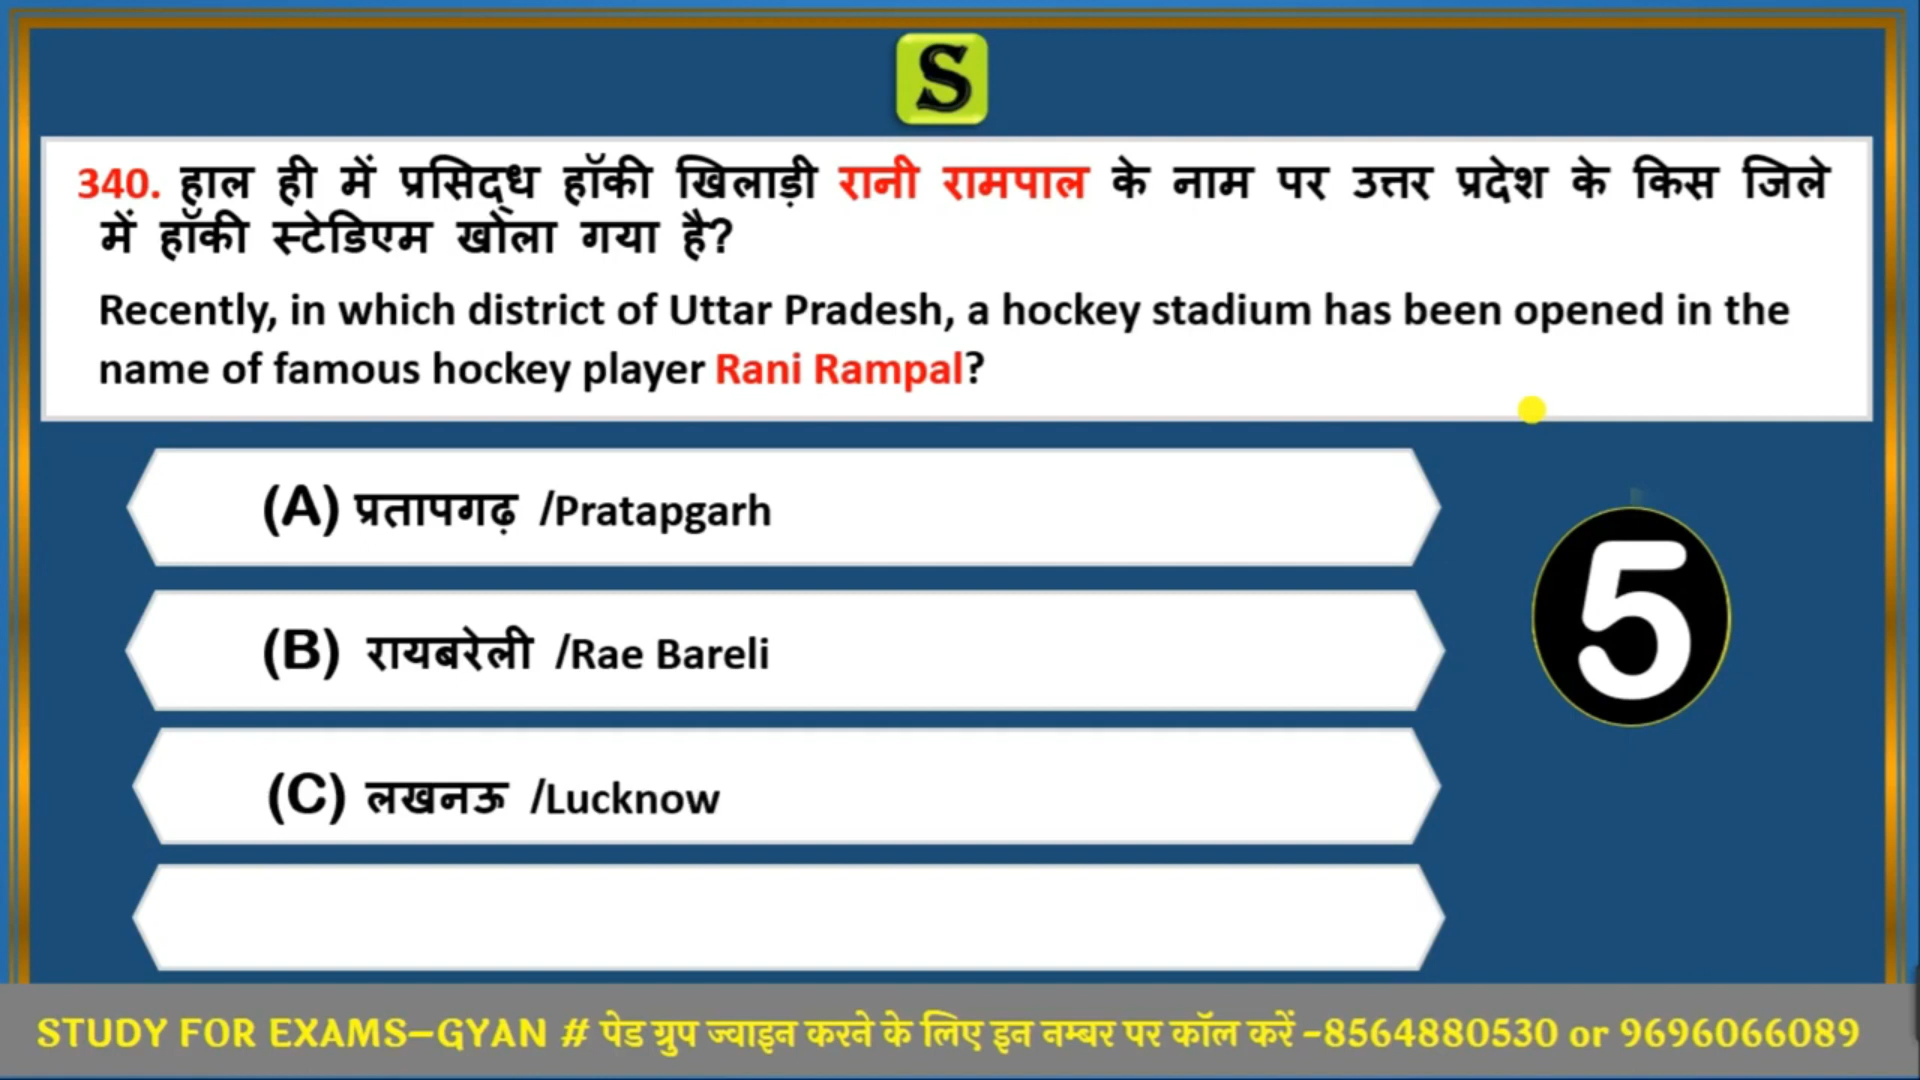 S
340. हाल ही में प्रसिद्ध हॉकी खिलाड़ी रानी रामपाल के नाम पर उत्तर प्रदेश के किस जिले
में हॉकी स्टेडिएम खोला गया है?
Recently, in which district of Uttar Pradesh, a hockey stadium has been opened in the
name of famous hockey player Rani Rampal?
(A) प्रतापगढ़ /Pratapgarh
(B) रायबरेली /Rae Bareli
5
(C) लखनऊ /Lucknow
STUDY FOR EXAMS-GYAN # पेड ग्रुप ज्वाइन करने के लिए इन नम्बर पर कॉल करें -8564880530 or 9696066089